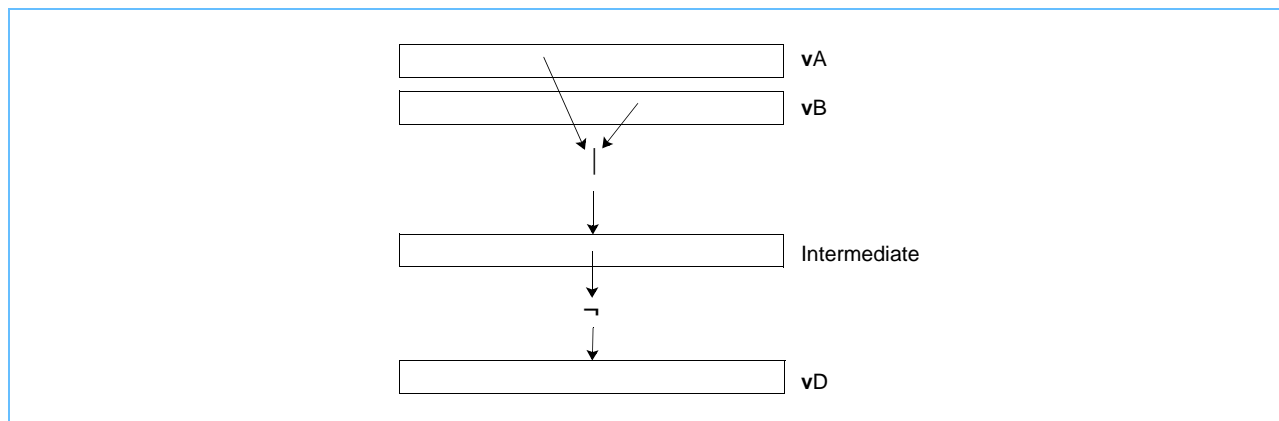 vA
vB
|
Intermediate
¬
vD